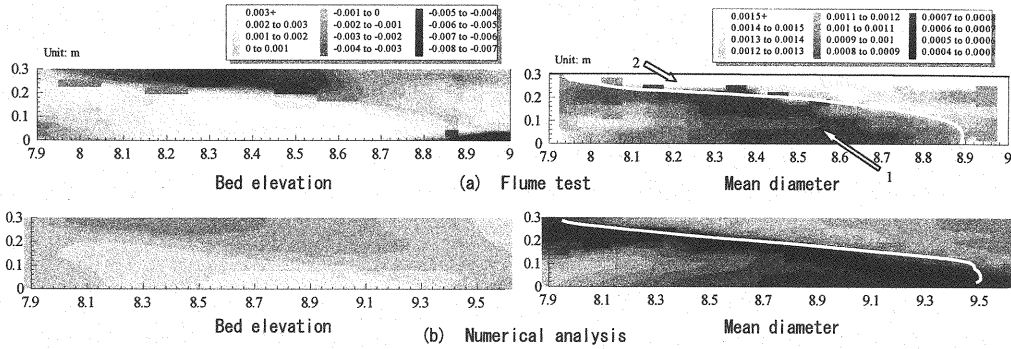 0.003+ -0.001 to 0 -0.005 to -0.004
0.002 to 0.003 -0.002 to -0.001 -0.006 to -0.005
0.001 to 0.002 -0.003 to -0.002 -0.007 to -0.006
0 to 0.001 -0.004 to -0.003 -0.008 to -0.007
Unit: m
0.3
0.2
0.1
0
7.9 8.1 8.2 8.3 8.4 8.5 8.6 8.7 8.8 8.9 9
Bed elevation
0.0015+ 0.0011 to 0.0012 0.0007 to 0.0008
0.0014 to 0.0015 0.001 to 0.0011 0.0006 to 0.000
0.0013 to 0.0014 0.0009 to 0.001 0.0005 to 0.000
0.0012 to 0.0013 0.0008 to 0.0009 0.0004 to 0.000
Unit: m
2
0.3
0.2
0.1
0
7.9 8 8.1 8.2 8.3 8.4 8.5 8.6 8.7 8.8 8.9 9
1
Mean diameter
(a) Flume test
0.3
0.2
0.1
0
7.9 8.1 8.3 8.5 8.7 8.9 9.1 9.3 9.5
Bed elevation
0.3
0.2
0.1
0
7.9 8.1 8.3 8.5 8.7 8.9 9.1 9.3 9.5
Mean diameter
(b) Numerical analysis